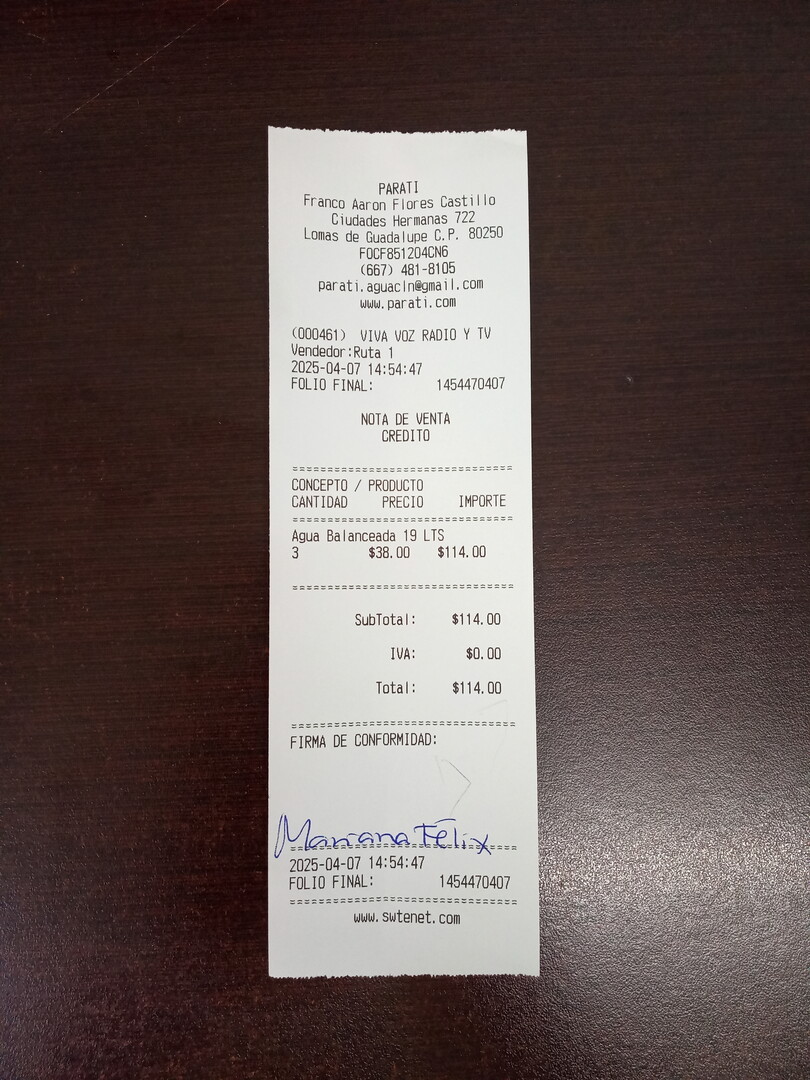 PARATI
Franco Aaron Flores Castillo
Ciudades Hermanas 722
Lomas de Guadalupe C.P. 80250
FOCF851204CN6
(667) 481-8105
parati.aguacln@gmail.com
www.parati.com
(000461) VIVA VOZ RADIO Y TV
Vendedor:Ruta 1
2025-04-07 14:54:47
FOLIO FINAL: 1454470407
NOTA DE VENTA
CREDITO
================================
CONCEPTO / PRODUCTO
CANTIDAD PRECIO IMPORTE
================================
Agua Balanceada 19 LTS
3 $38.00 $114.00
================================
SubTotal: $114.00
IVA: $0.00
Total: $114.00
================================
FIRMA DE CONFORMIDAD:
Mariana Félix
================================
2025-04-07 14:54:47
FOLIO FINAL: 1454470407
================================
www.swtenet.com